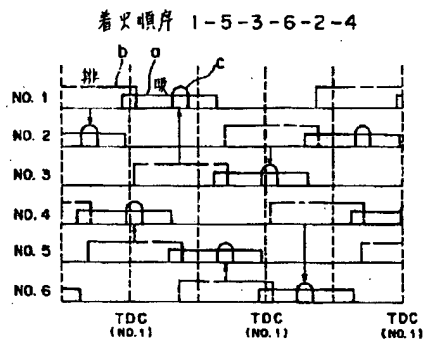 着火順序 1-5-3-6-2-4
b a c
排 吸
NO. 1
NO. 2
NO. 3
NO. 4
NO. 5
NO. 6
TDC TDC TDC
(NO.1) (NO.1) (NO.1)